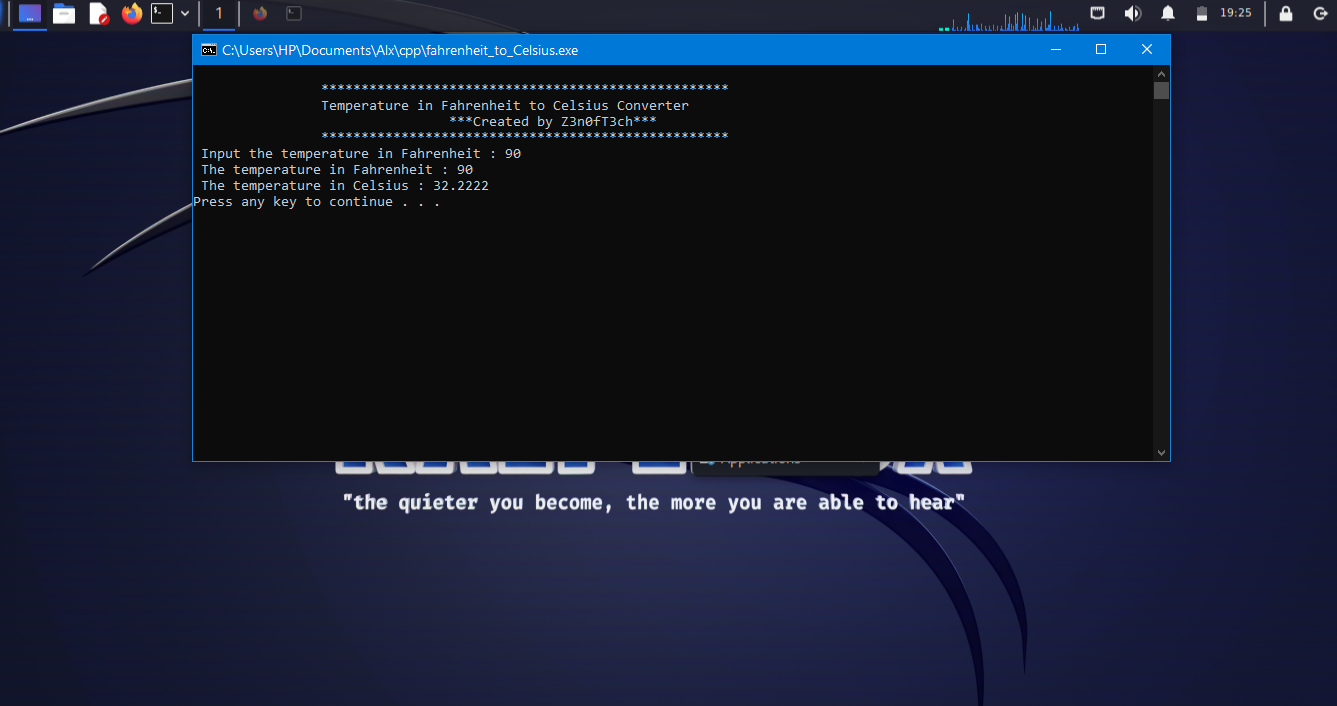 1
19:25
C:\Users\HP\Documents\Alx\cpp\fahrenheit_to_Celsius.exe
***************************************************
Temperature in Fahrenheit to Celsius Converter
***Created by Z3n0fT3ch***
***************************************************
Input the temperature in Fahrenheit : 90
The temperature in Fahrenheit : 90
The temperature in Celsius : 32.2222
Press any key to continue . . .
"the quieter you become, the more you are able to hear"